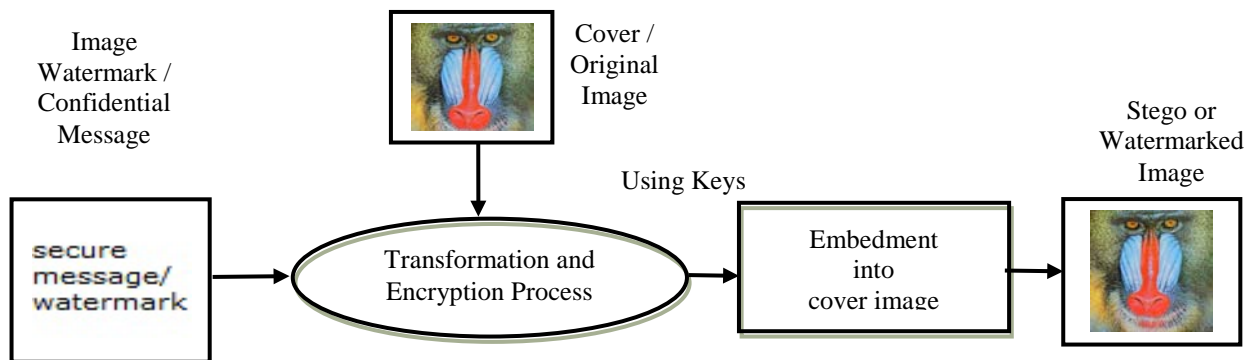 Image
Watermark /
Confidential
Message
Cover /
Original
Image
Stego or
Watermarked
Image
Using Keys
secure
message/
watermark
Transformation and
Encryption Process
Embedment
into
cover image